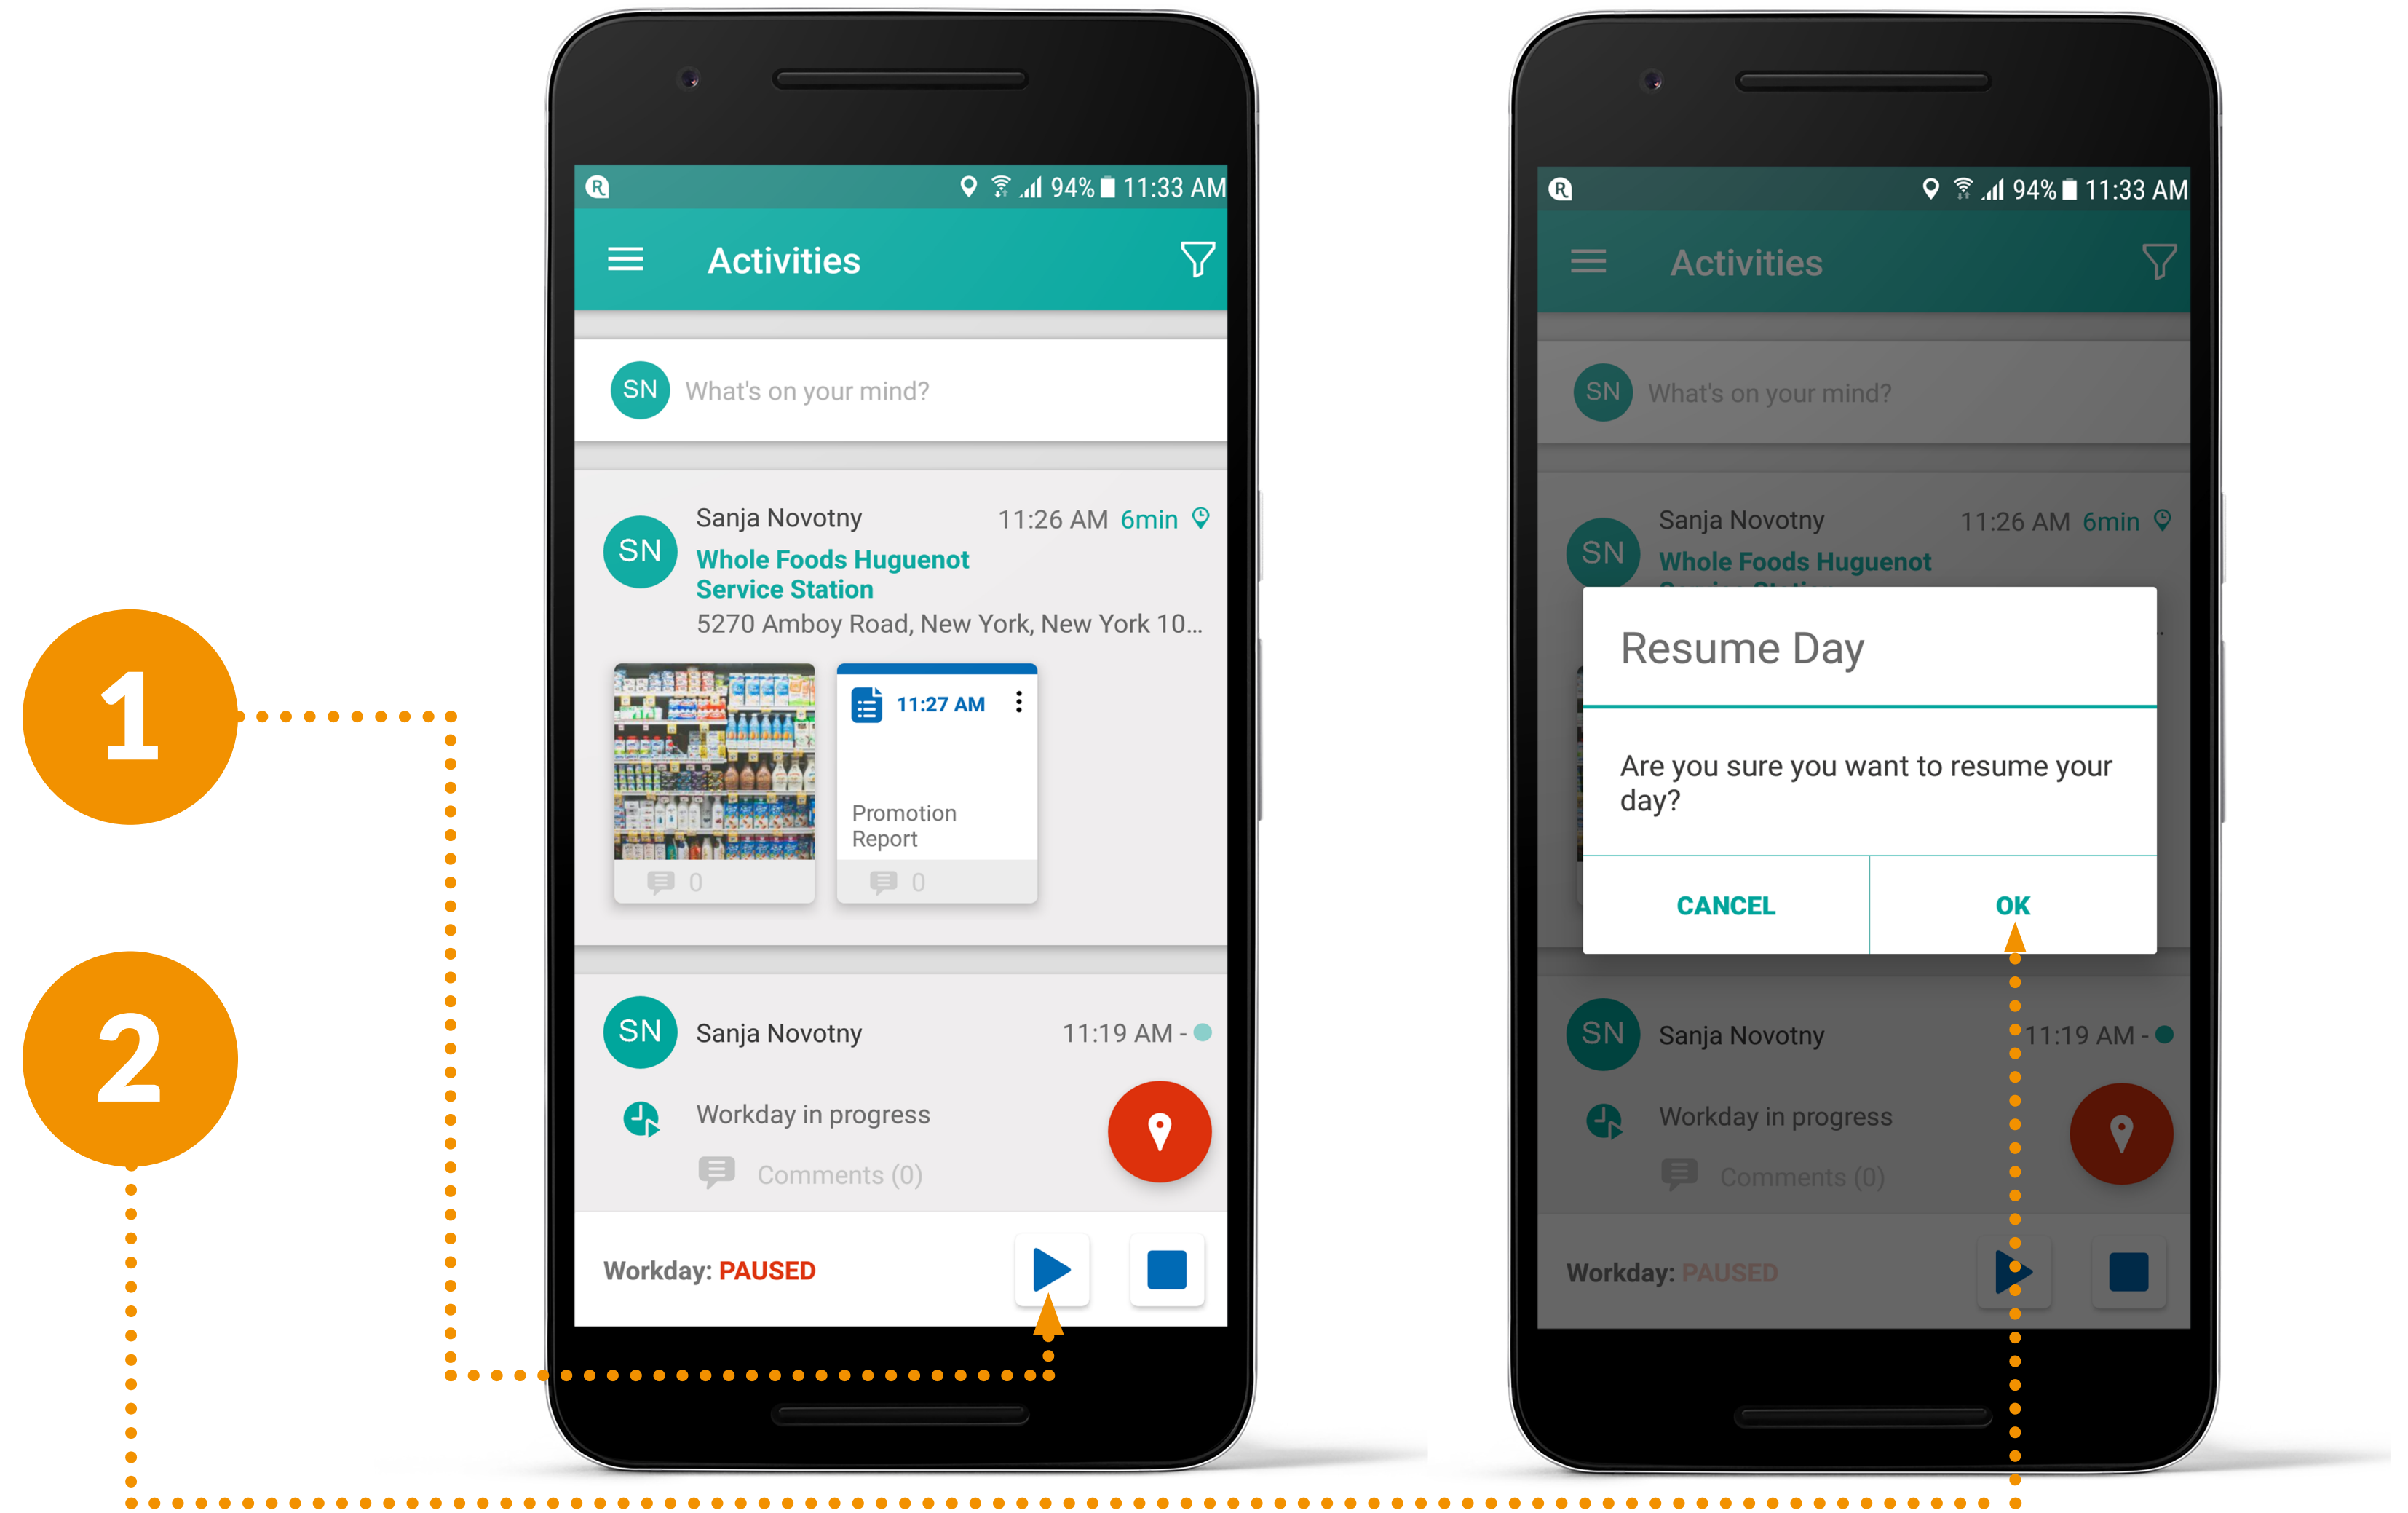 1
2
R
94% 11:33 AM
Activities
SN
What's on your mind?
SN
Sanja Novotny
11:26 AM 6min
Whole Foods Huguenot
Service Station
5270 Amboy Road, New York, New York 10...
11:27 AM
Promotion
Report
0
0
SN
Sanja Novotny
11:19 AM -
Workday in progress
Comments (0)
Workday: PAUSED
R
94% 11:33 AM
Activities
SN
What's on your mind?
SN
Sanja Novotny
11:26 AM 6min
Whole Foods Huguenot
Resume Day
Are you sure you want to resume your
day?
CANCEL
OK
SN
Sanja Novotny
11:19 AM -
Workday in progress
Comments (0)
Workday: PAUSED